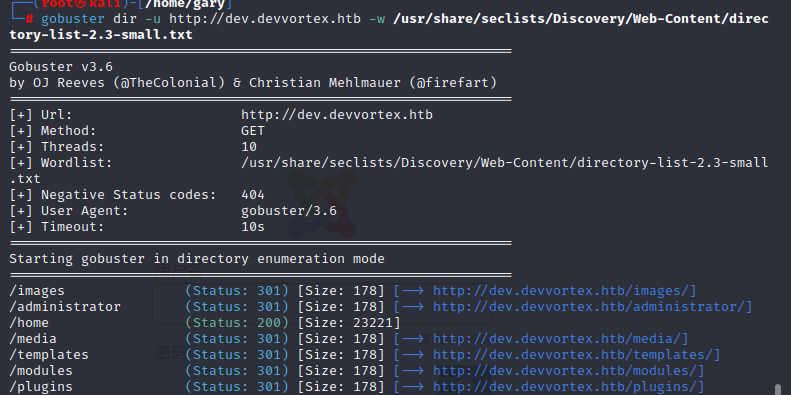 ┌──(root㉿kali)-[/home/gary]
└─# gobuster dir -u http://dev.devvortex.htb -w /usr/share/seclists/Discovery/Web-Content/direc
tory-list-2.3-small.txt
===============================================================
Gobuster v3.6
by OJ Reeves (@TheColonial) & Christian Mehlmauer (@firefart)
===============================================================
[+] Url:                     http://dev.devvortex.htb
[+] Method:                  GET
[+] Threads:                 10
[+] Wordlist:                /usr/share/seclists/Discovery/Web-Content/directory-list-2.3-small
.txt
[+] Negative Status codes:   404
[+] User Agent:              gobuster/3.6
[+] Timeout:                 10s
===============================================================
Starting gobuster in directory enumeration mode
===============================================================
/images               (Status: 301) [Size: 178] [--> http://dev.devvortex.htb/images/]
/administrator        (Status: 301) [Size: 178] [--> http://dev.devvortex.htb/administrator/]
/home                 (Status: 200) [Size: 23221]
/media                (Status: 301) [Size: 178] [--> http://dev.devvortex.htb/media/]
/templates            (Status: 301) [Size: 178] [--> http://dev.devvortex.htb/templates/]
/modules              (Status: 301) [Size: 178] [--> http://dev.devvortex.htb/modules/]
/plugins              (Status: 301) [Size: 178] [--> http://dev.devvortex.htb/plugins/]